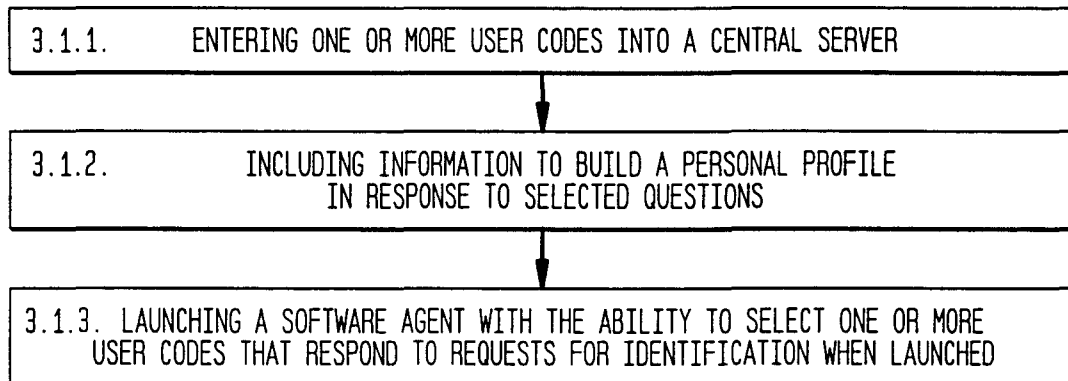 3.1.1. ENTERING ONE OR MORE USER CODES INTO A CENTRAL SERVER
3.1.2. INCLUDING INFORMATION TO BUILD A PERSONAL PROFILE
IN RESPONSE TO SELECTED QUESTIONS
3.1.3. LAUNCHING A SOFTWARE AGENT WITH THE ABILITY TO SELECT ONE OR MORE
USER CODES THAT RESPOND TO REQUESTS FOR IDENTIFICATION WHEN LAUNCHED